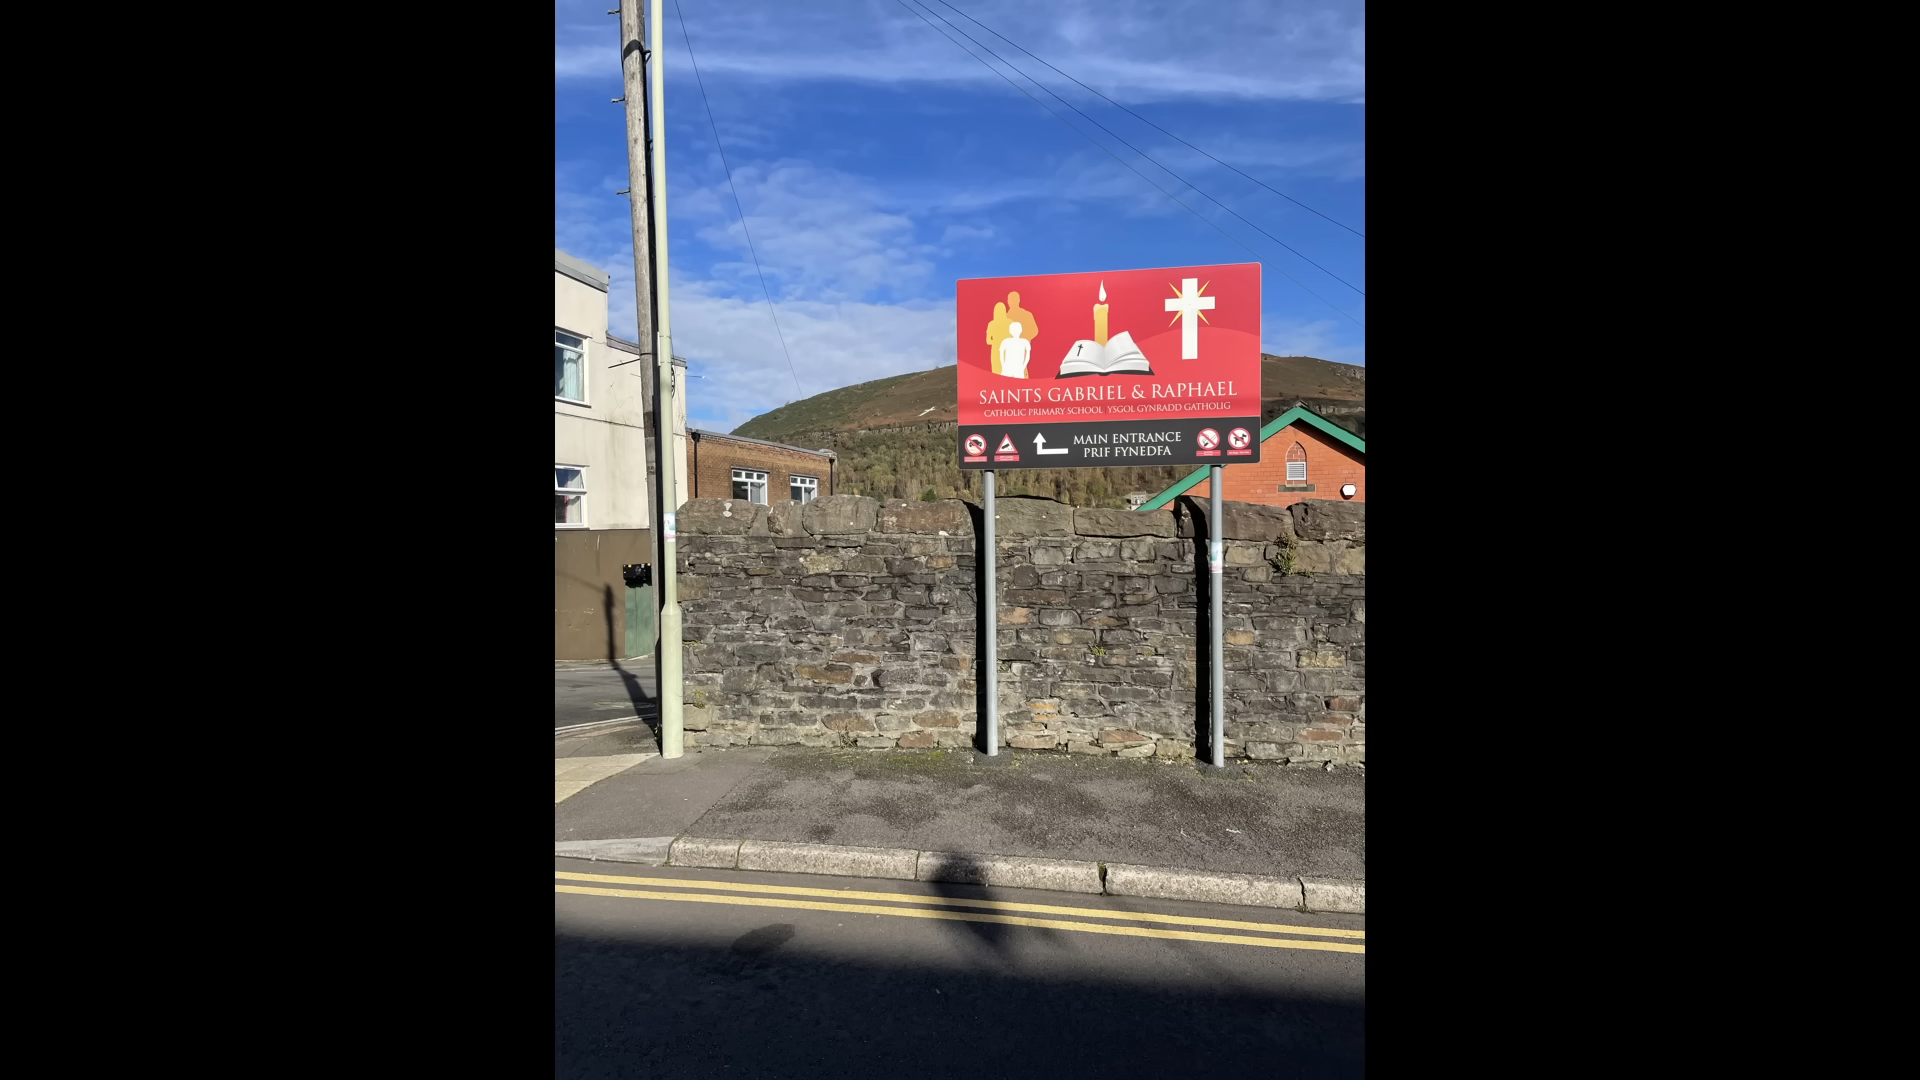 SAINTS GABRIEL & RAPHAEL
CATHOLIC PRIMARY SCHOOL YSGOL GYNRADD GATHOLIG
MAIN ENTRANCE
PRIF FYNEDFA